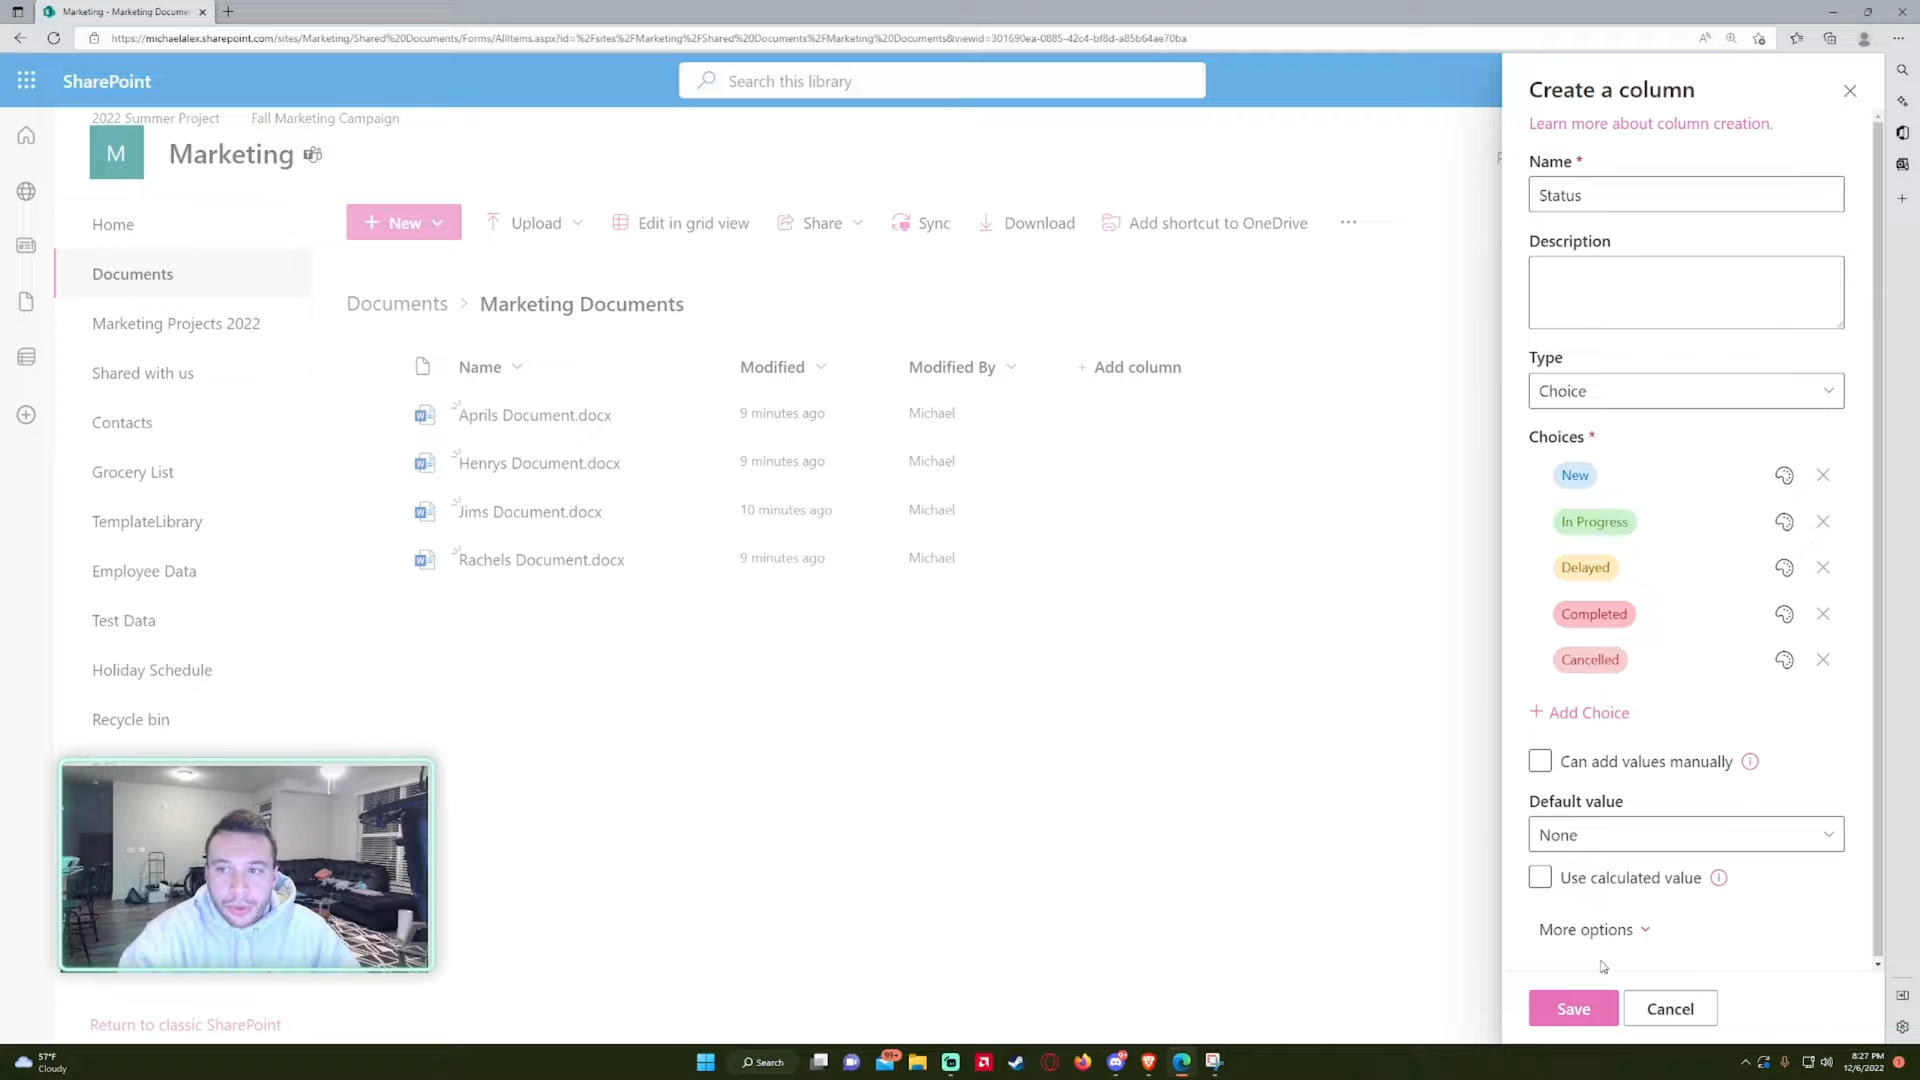 Marketing - Marketing Docume
https://michaelalex.sharepoint.com/sites/Marketing/Shared%20Documents/Forms/AllItems.aspx?id=%2Fsites%2FMarketing%2FShared%20Documents%2FMarketing%20Documents&viewid=301690ea-0885-42c4-bf8d-a85b64ae70ba
SharePoint
Search this library
2022 Summer Project Fall Marketing Campaign
M
Marketing
Home
Documents
Marketing Projects 2022
Shared with us
Contacts
Grocery List
TemplateLibrary
Employee Data
Test Data
Holiday Schedule
Recycle bin
Return to classic SharePoint
+ New Upload Edit in grid view Share Sync Download Add shortcut to OneDrive ···
Documents > Marketing Documents
Name Modified Modified By + Add column
Aprils Document.docx 9 minutes ago Michael
Henrys Document.docx 9 minutes ago Michael
Jims Document.docx 10 minutes ago Michael
Rachels Document.docx 9 minutes ago Michael
Create a column
Learn more about column creation.
Name *
Status
Description
Type
Choice
Choices *
New
In Progress
Delayed
Completed
Cancelled
+ Add Choice
Can add values manually
Default value
None
Use calculated value
More options
Save Cancel
57°F
Cloudy
Search
99+
8:27 PM
12/6/2022
1